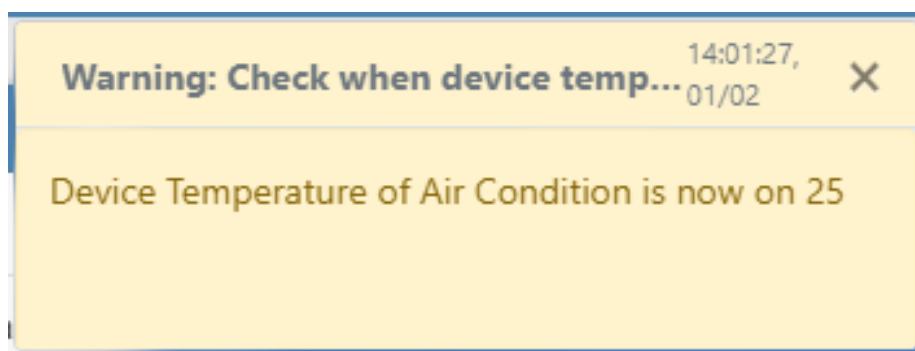 Warning: Check when device temp...
14:01:27,
01/02
Device Temperature of Air Condition is now on 25